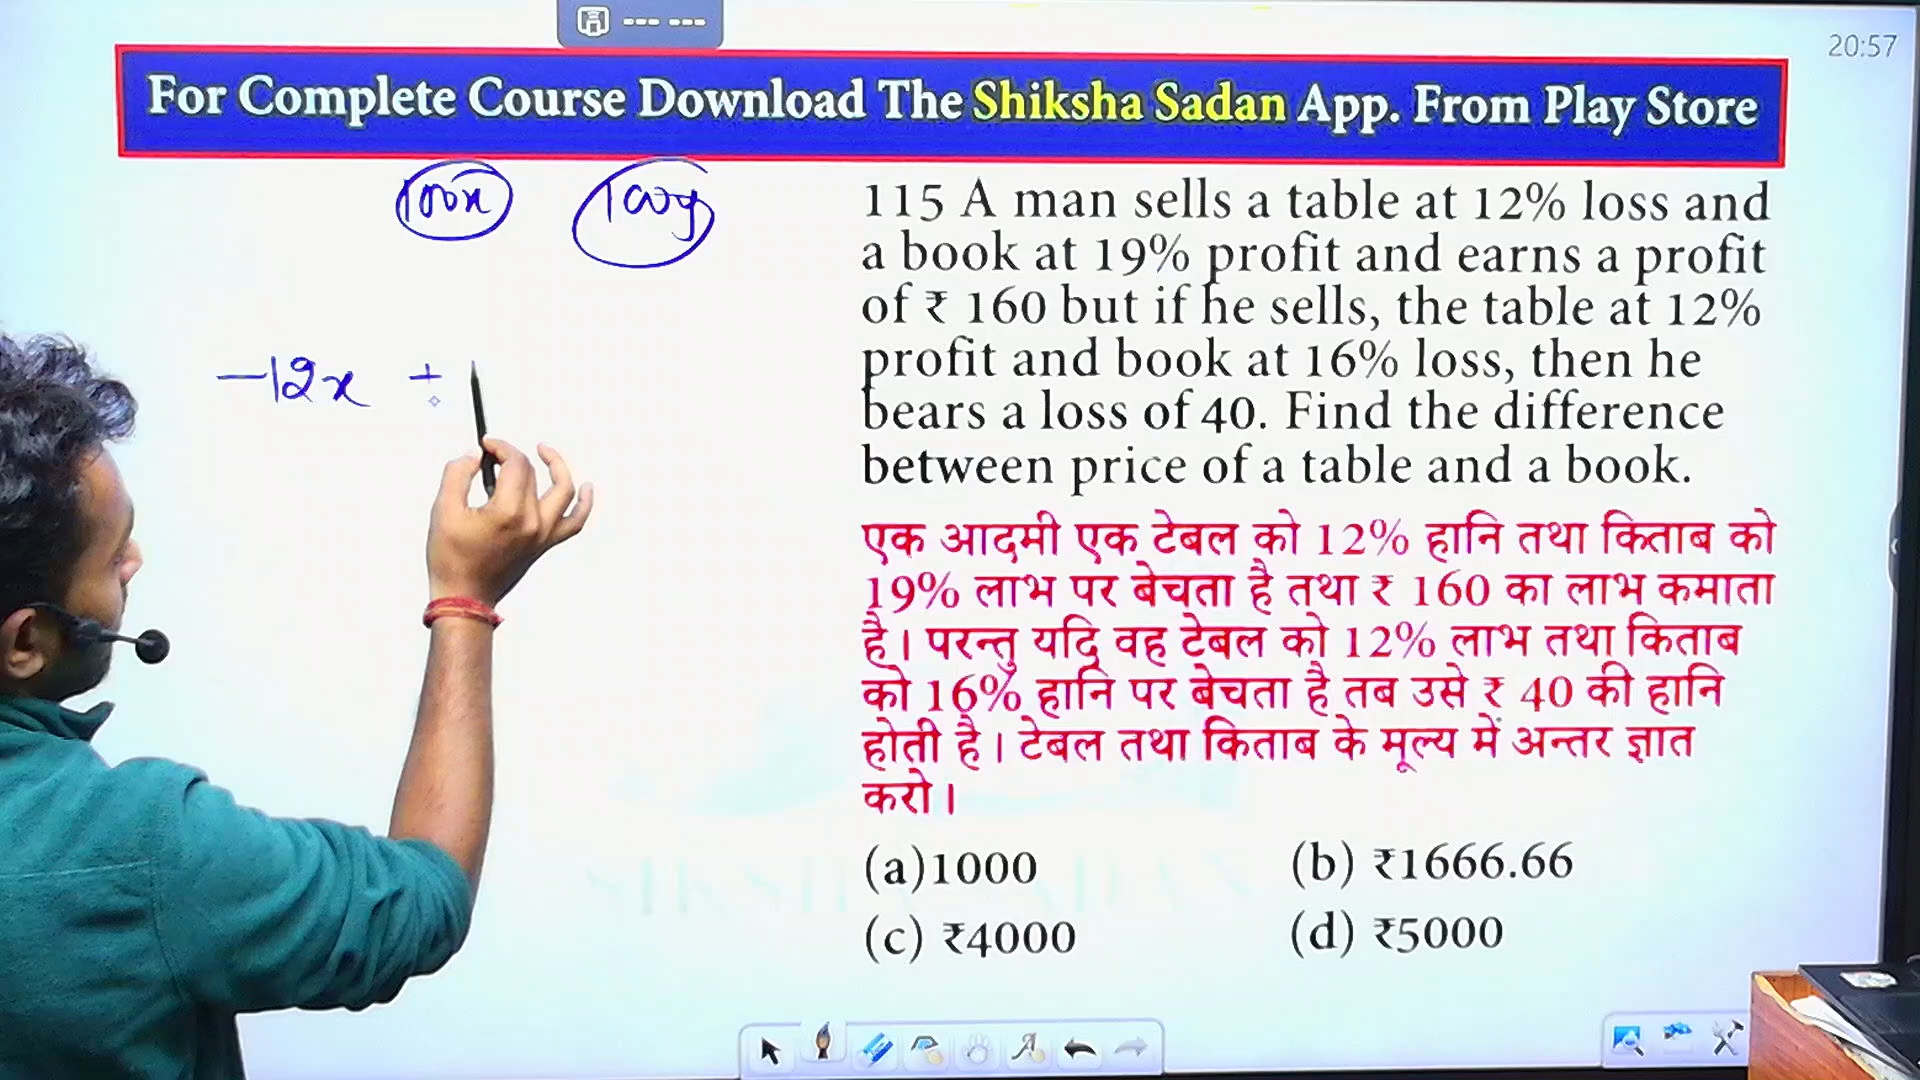 20:57
For Complete Course Download The Shiksha Sadan App. From Play Store
100x 100y
-12x +
115 A man sells a table at 12% loss and
a book at 19% profit and earns a profit
of ₹ 160 but if he sells, the table at 12%
profit and book at 16% loss, then he
bears a loss of 40. Find the difference
between price of a table and a book.
एक आदमी एक टेबल को 12% हानि तथा किताब को
19% लाभ पर बेचता है तथा ₹ 160 का लाभ कमाता
है। परन्तु यदि वह टेबल को 12% लाभ तथा किताब
को 16% हानि पर बेचता है तब उसे ₹ 40 की हानि
होती है। टेबल तथा किताब के मूल्य में अन्तर ज्ञात
करो।
(a)1000 (b) ₹1666.66
(c) ₹4000 (d) ₹5000